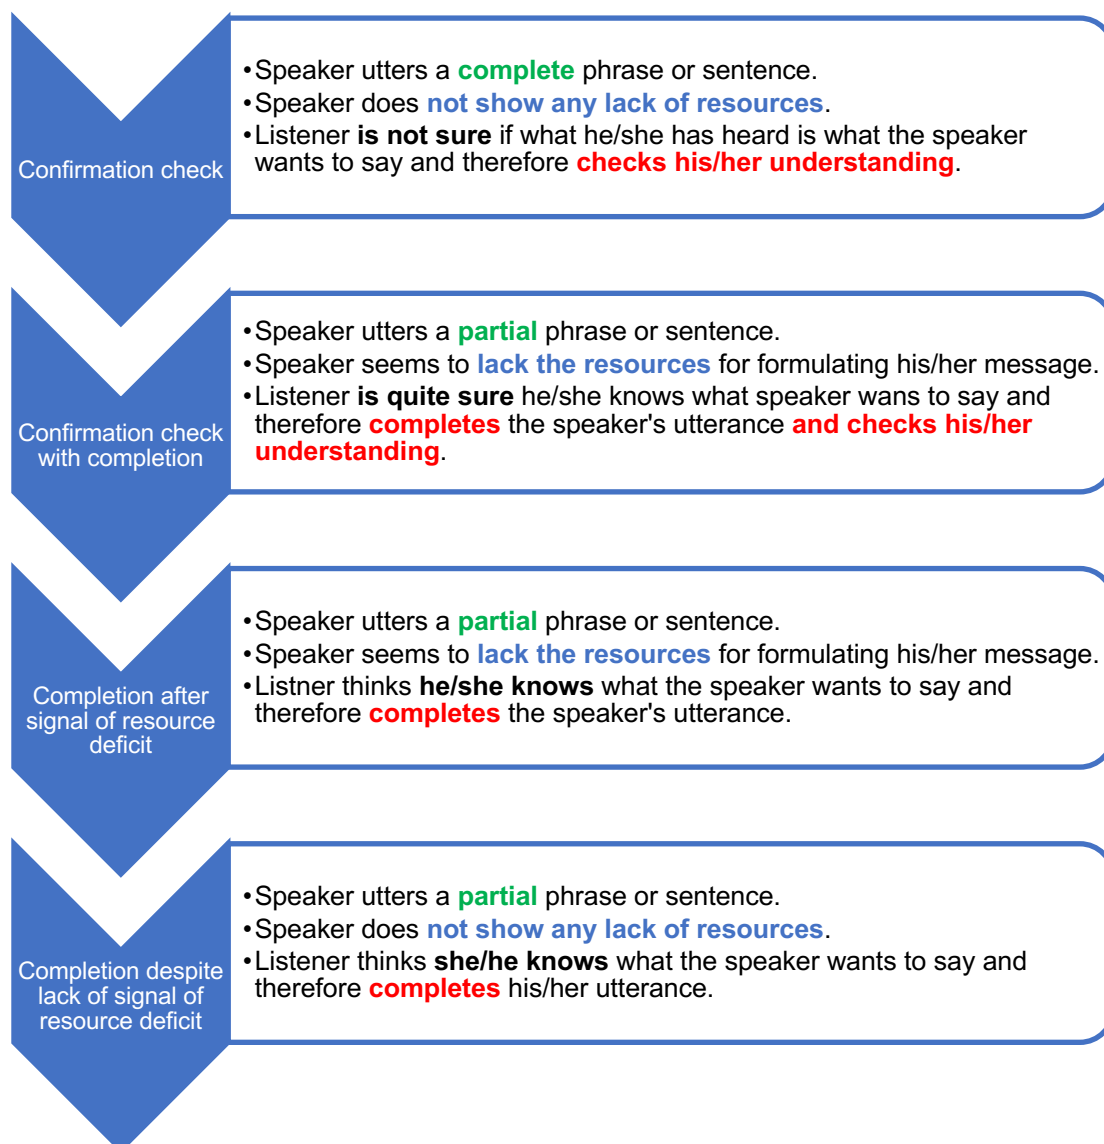 Confirmation check
•Speaker utters a complete phrase or sentence.
•Speaker does not show any lack of resources.
•Listener is not sure if what he/she has heard is what the speaker
wants to say and therefore checks his/her understanding.
Confirmation check
with completion
•Speaker utters a partial phrase or sentence.
•Speaker seems to lack the resources for formulating his/her message.
•Listener is quite sure he/she knows what speaker wans to say and
therefore completes the speaker's utterance and checks his/her
understanding.
Completion after
signal of resource
deficit
•Speaker utters a partial phrase or sentence.
•Speaker seems to lack the resources for formulating his/her message.
•Listner thinks he/she knows what the speaker wants to say and
therefore completes the speaker's utterance.
Completion despite
lack of signal of
resource deficit
•Speaker utters a partial phrase or sentence.
•Speaker does not show any lack of resources.
•Listener thinks she/he knows what the speaker wants to say and
therefore completes his/her utterance.